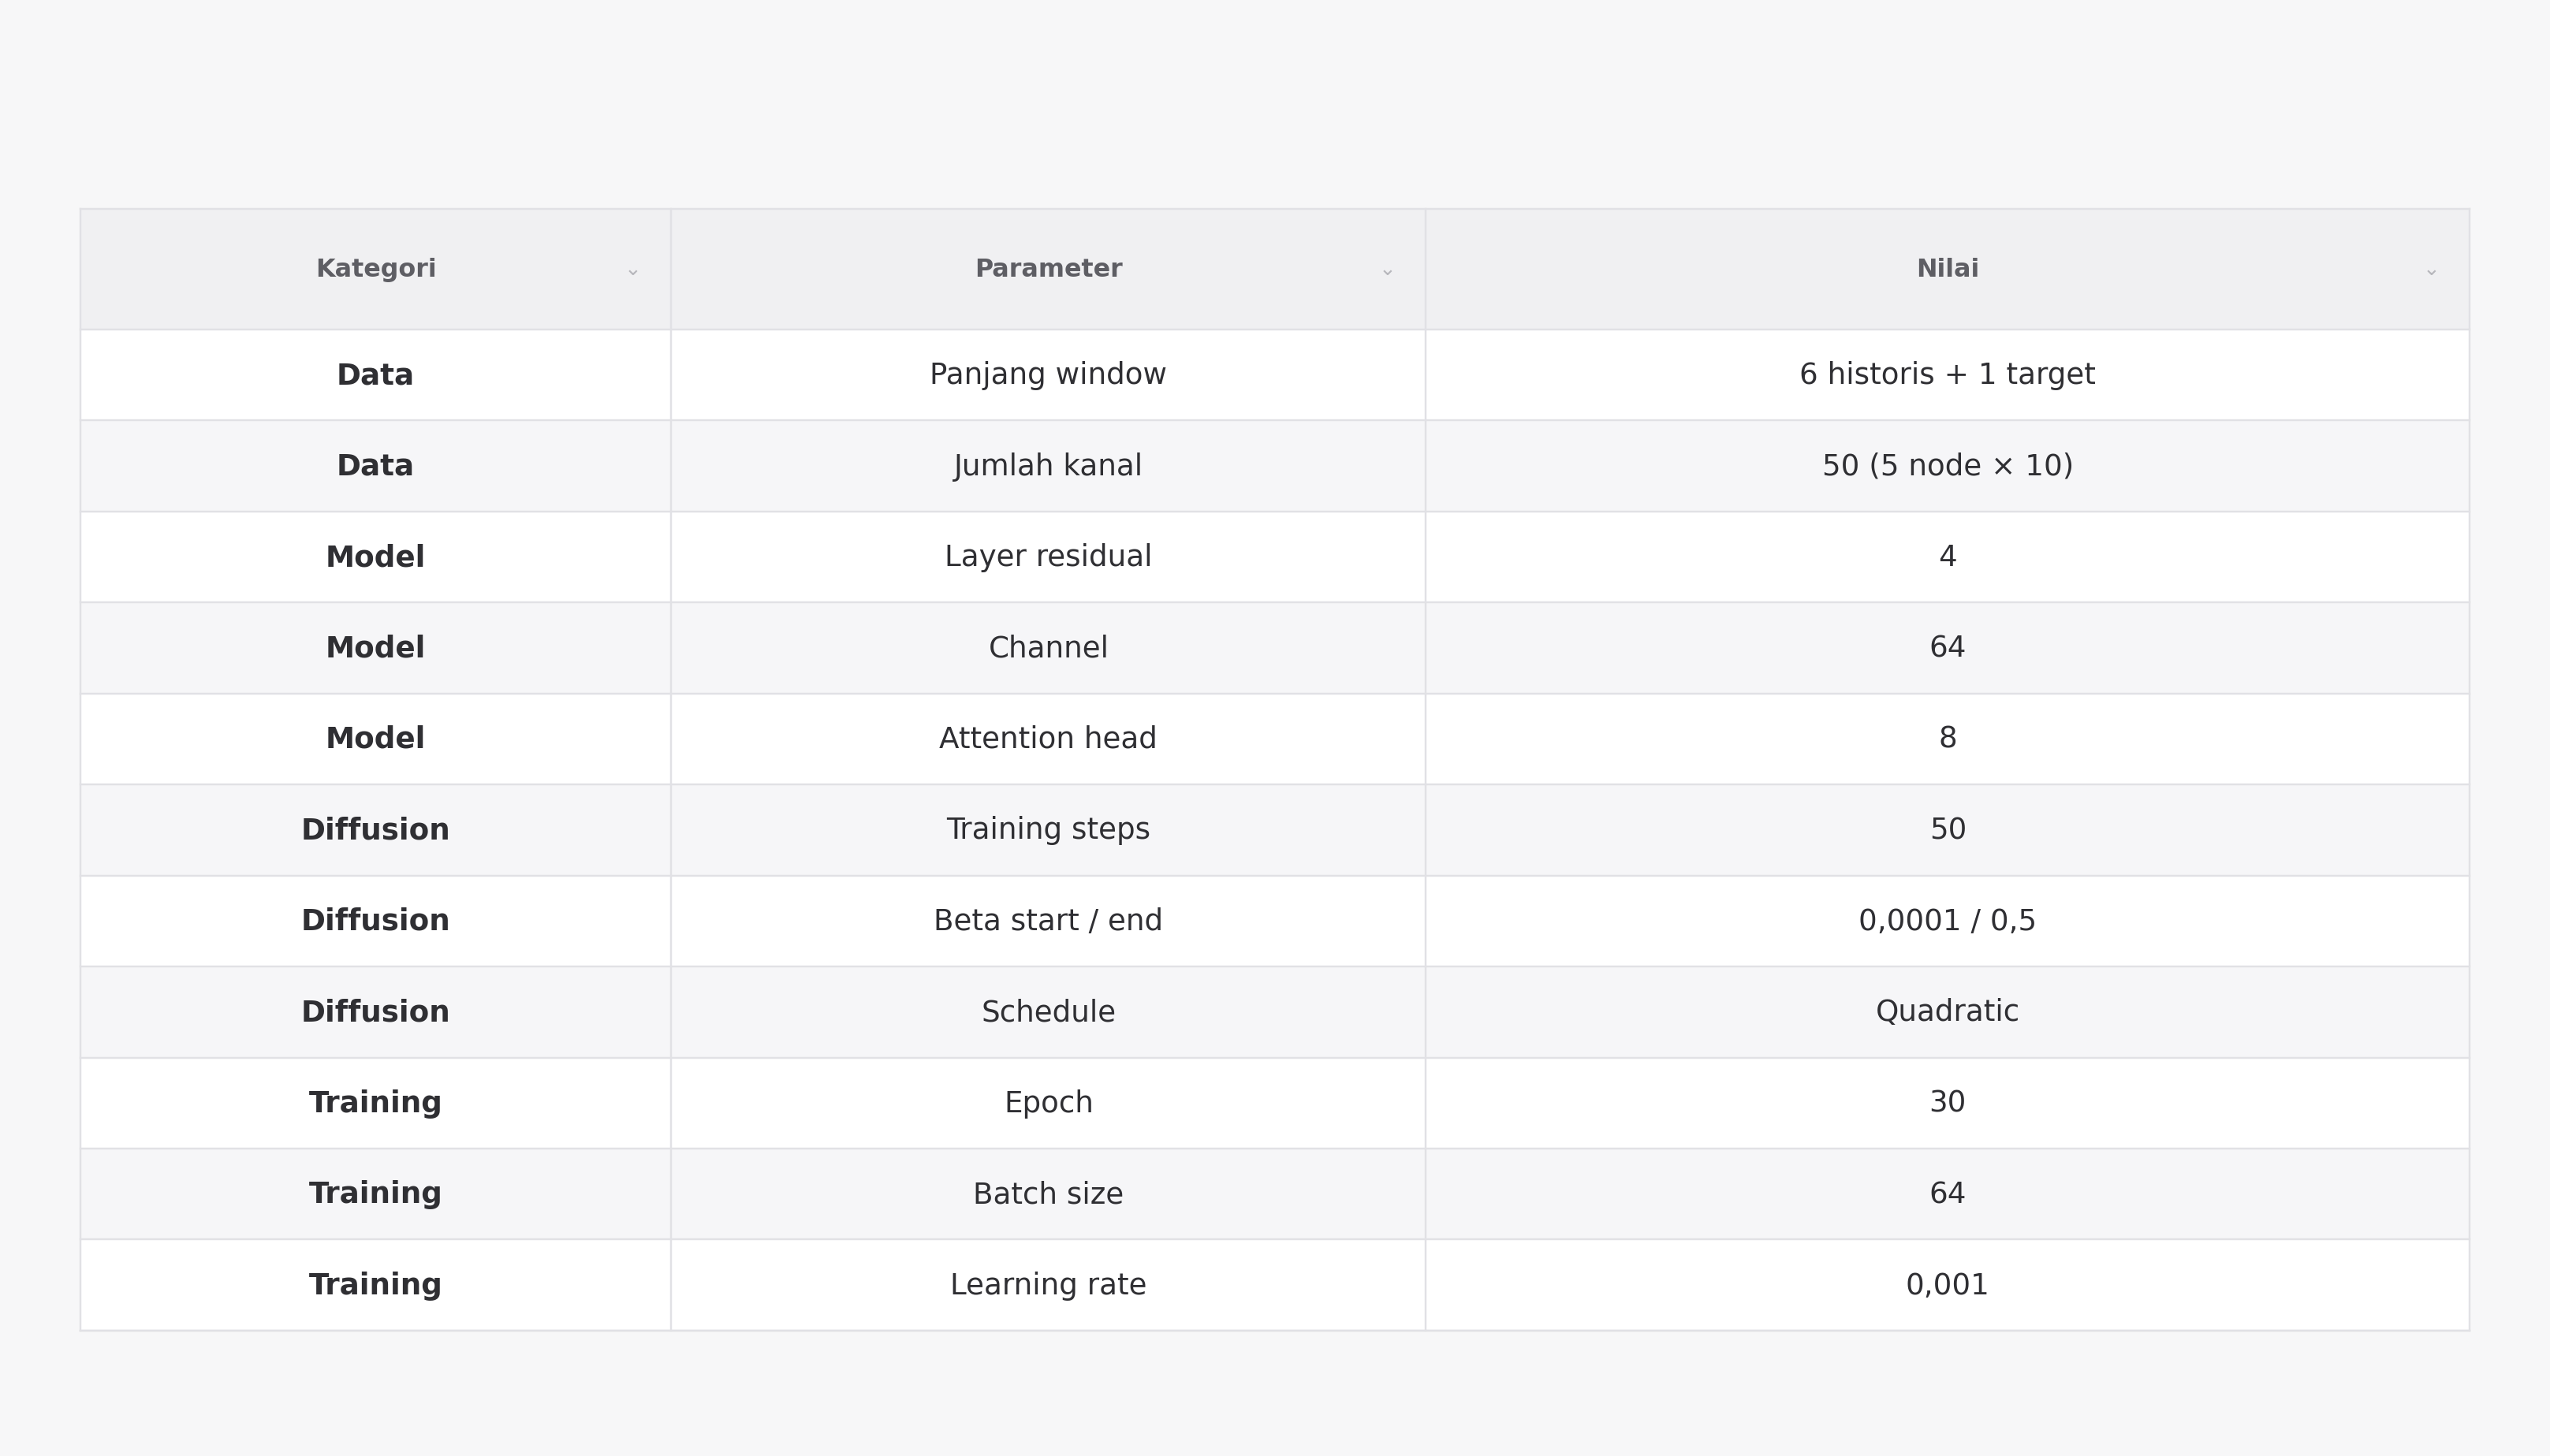 Kategori Parameter Nilai
Data Panjang window 6 historis + 1 target
Data Jumlah kanal 50 (5 node × 10)
Model Layer residual 4
Model Channel 64
Model Attention head 8
Diffusion Training steps 50
Diffusion Beta start / end 0,0001 / 0,5
Diffusion Schedule Quadratic
Training Epoch 30
Training Batch size 64
Training Learning rate 0,001